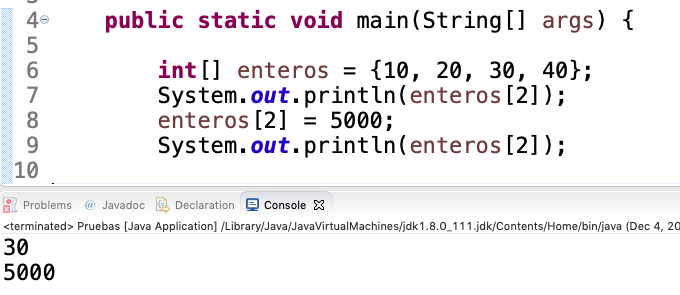 4 public static void main(String[] args) {
5
6 int[] enteros = {10, 20, 30, 40};
7 System.out.println(enteros[2]);
8 enteros[2] = 5000;
9 System.out.println(enteros[2]);
10
Problems @ Javadoc Declaration Console
<terminated> Pruebas [Java Application] /Library/Java/JavaVirtualMachines/jdk1.8.0_111.jdk/Contents/Home/bin/java (Dec 4, 20
30
5000